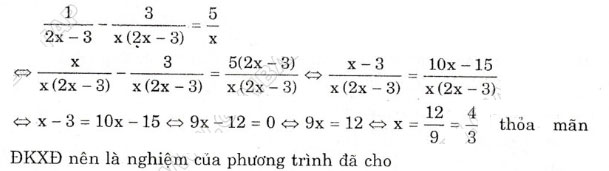 1/(2x − 3) − 3/(x(2x − 3)) = 5/x
⇔ x/(x(2x − 3)) − 3/(x(2x − 3)) = 5(2x − 3)/(x(2x − 3)) ⇔ (x − 3)/(x(2x − 3)) = (10x − 15)/(x(2x − 3))
⇔ x − 3 = 10x − 15 ⇔ 9x − 12 = 0 ⇔ 9x = 12 ⇔ x = 12/9 = 4/3 thỏa mãn
ĐKXĐ nên là nghiệm của phương trình đã cho